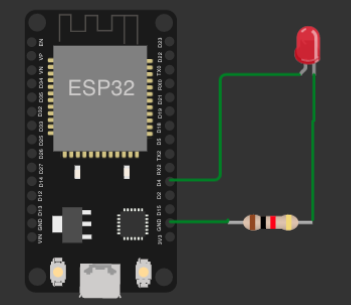 ESP32
EN
VP
VN
D34
D35
D32
D33
D25
D26
D27
D14
D12
D13
GND
VIN
D23
D22
TX0
RX0
D21
D19
D18
D5
TX2
RX2
D4
D2
D15
GND
3V3